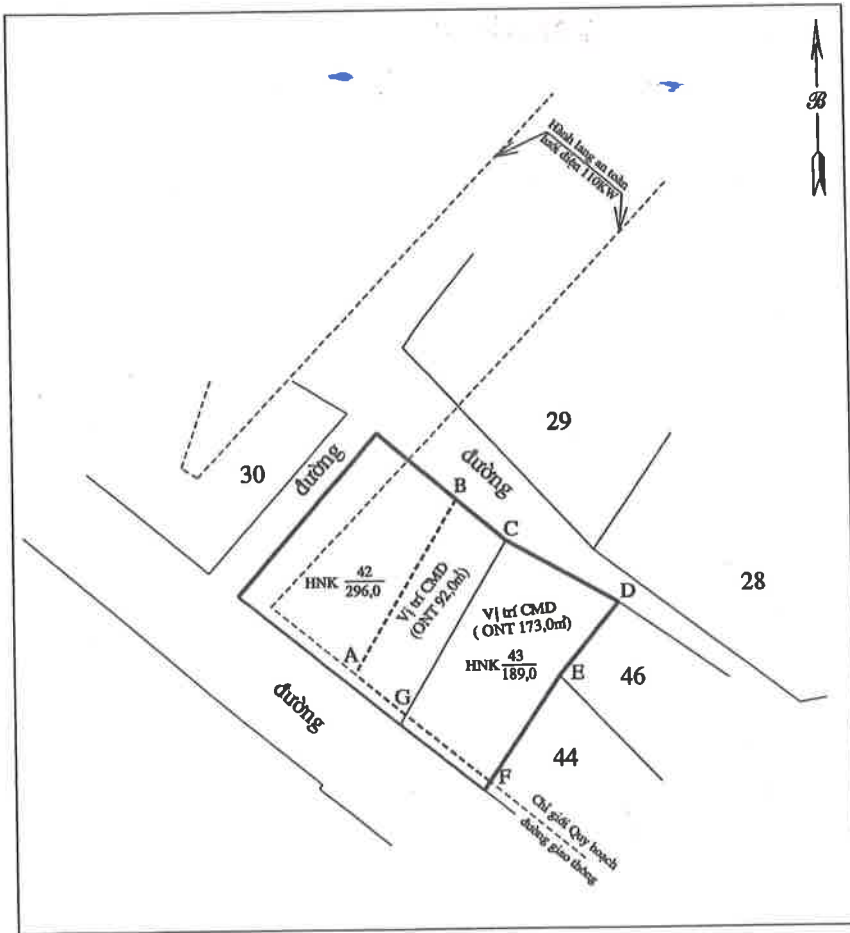 B
Hành lang an toàn
lưới điện 110KW
29
đường
30
đường
B
C
28
HNK 42
296,0
Vị trí CMD
(ONT 92,0m²)
D
Vị trí CMD
( ONT 173,0m²)
HNK 43
189,0
A
E
46
G
đường
44
F
Chỉ giới Quy hoạch
đường giao thông